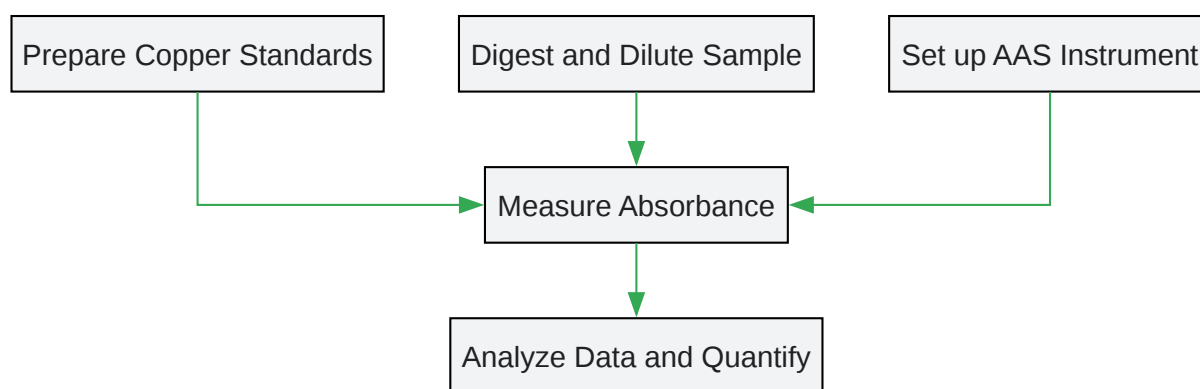 Prepare Copper Standards
Digest and Dilute Sample
Set up AAS Instrument
Measure Absorbance
Analyze Data and Quantify